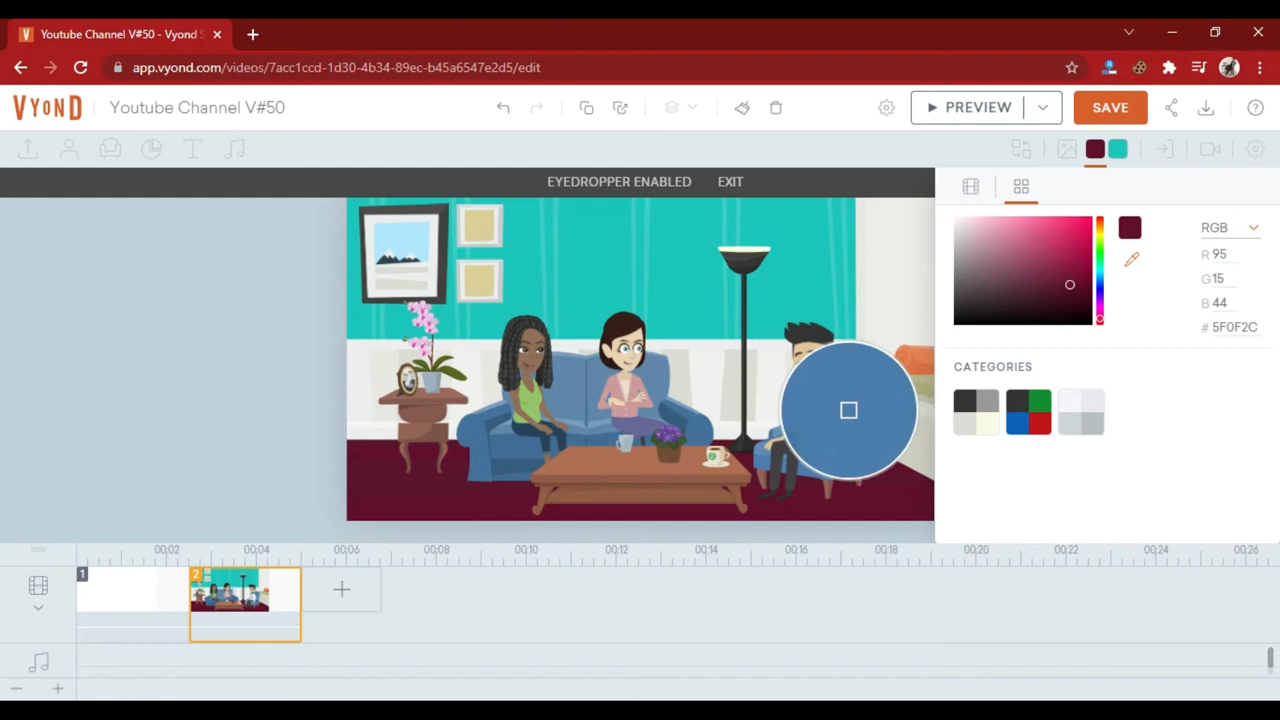 Youtube Channel V#50 - Vyond S
app.vyond.com/videos/7acc1ccd-1d30-4b34-89ec-b45a6547e2d5/edit
VYOND
Youtube Channel V#50
PREVIEW
SAVE
EYEDROPPER ENABLED
EXIT
RGB
R 95
G 15
B 44
# 5F0F2C
CATEGORIES
00:02 00:04 00:06 00:08 00:10 00:12 00:14 00:16 00:18 00:20 00:22 00:24 00:26
1
2